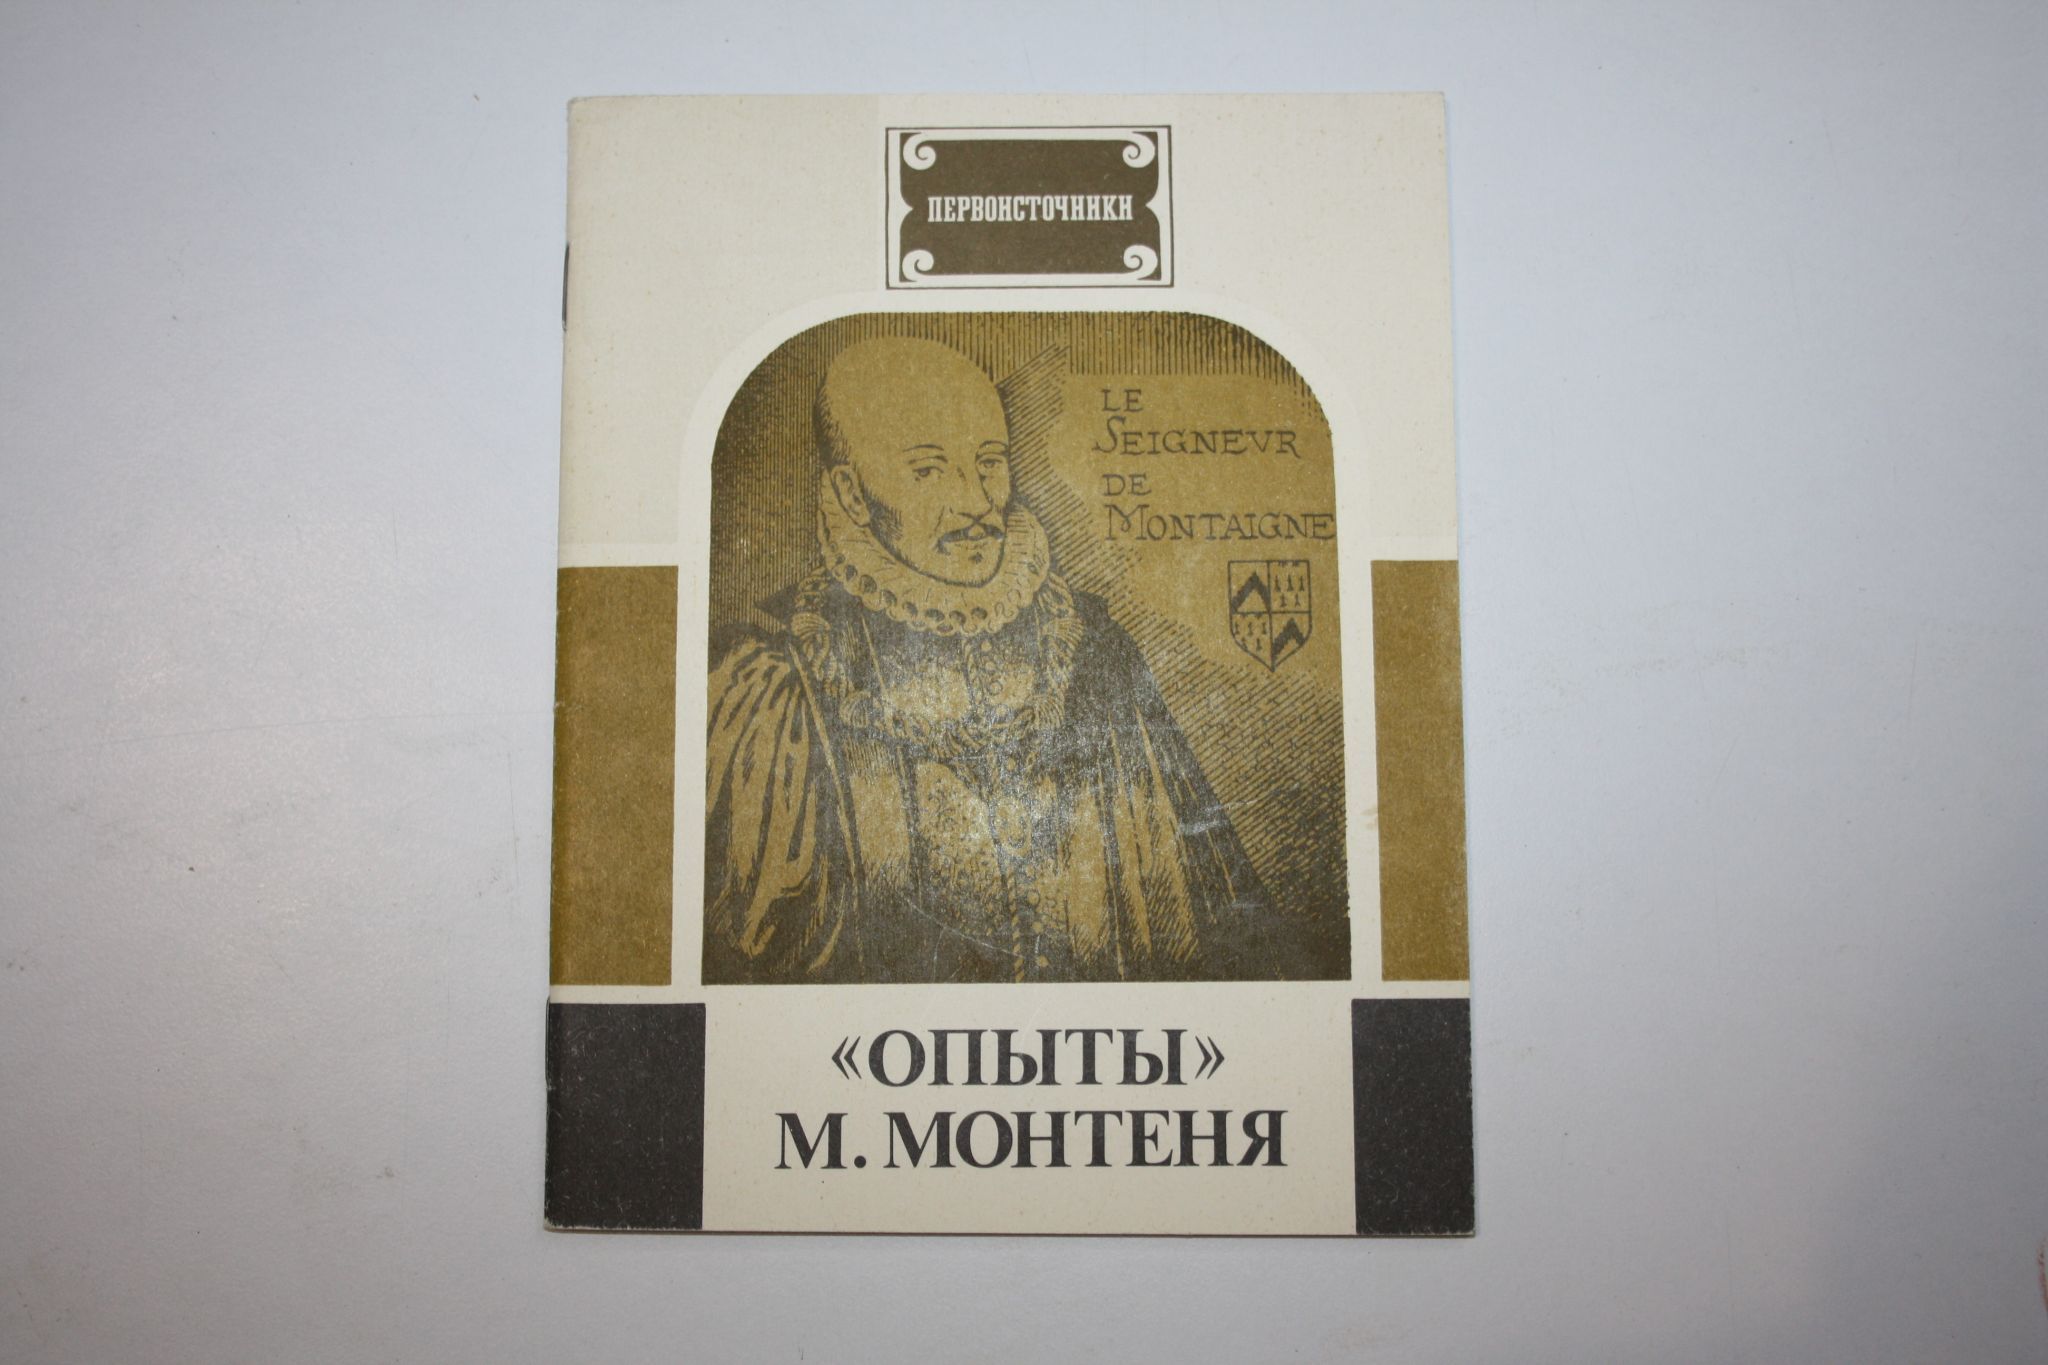 ПЕРВОИСТОЧНИКИ
LE
SEIGNEVR
DE
MONTAIGNE
«ОПЫТЫ»
М. МОНТЕНЯ